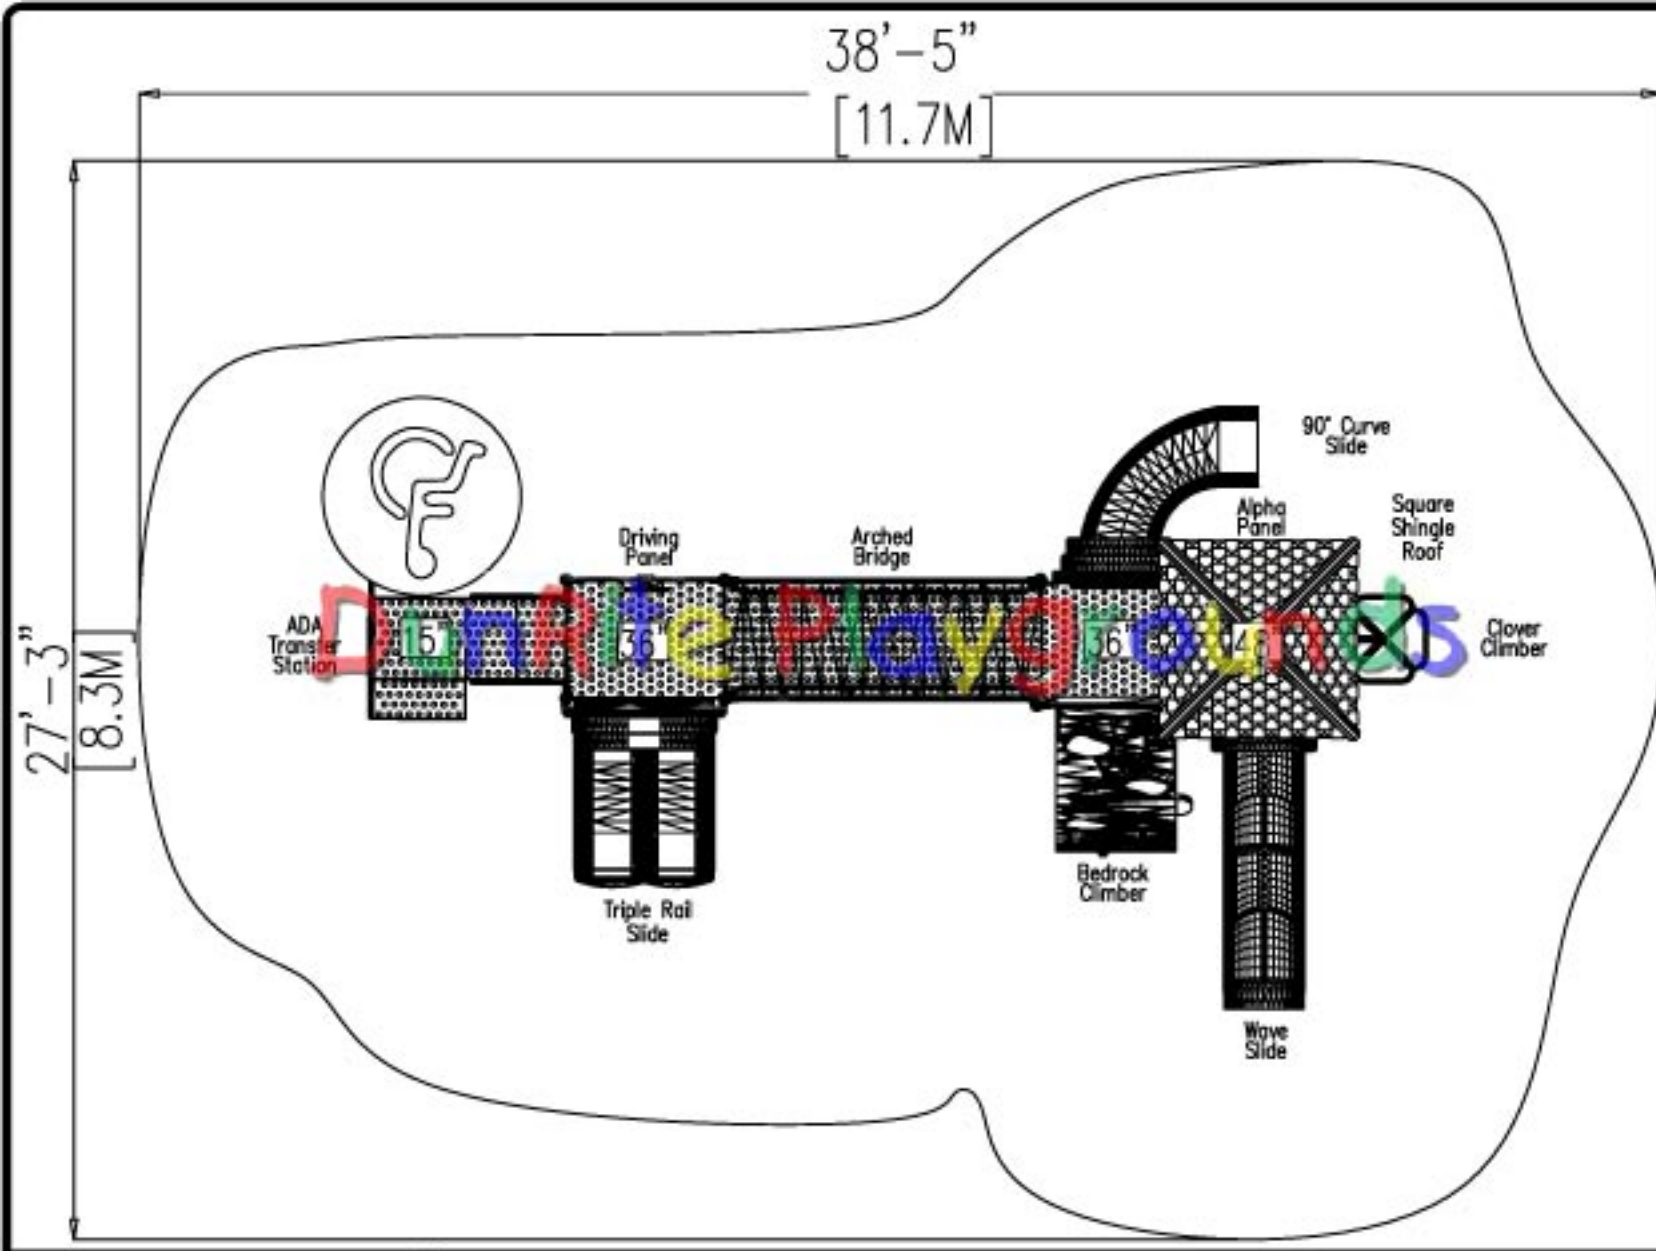 38'-5"
[11.7M]
27'-3"
[8.3M]
90° Curve
Slide
Alpha
Panel
Square
Shingle
Roof
Driving
Panel
Arched
Bridge
ADA
Transfer
Station
15"
36"
36"
DunRite Playgrounds
Clover
Climber
Bedrock
Climber
Triple Rail
Slide
Wave
Slide